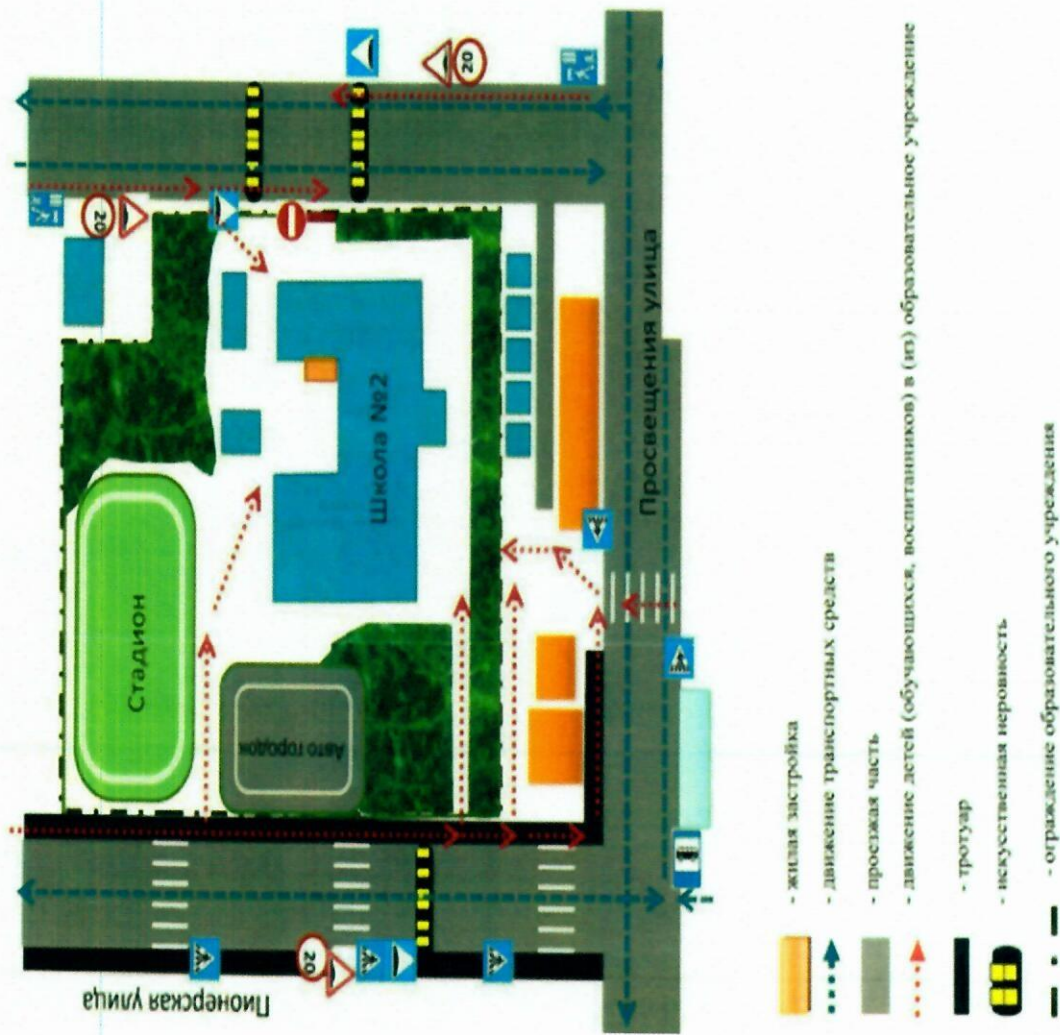 20
20
Стадион
Школа №2
Авто городок
Просвещения улица
20
Пионерская улица
- жилая застройка
- движение транспортных средств
- проезжая часть
- движение детей (обучающихся, воспитанников) в (из) образовательное учреждение
- тротуар
- искуственная неровность
- ограждение образовательного учреждения